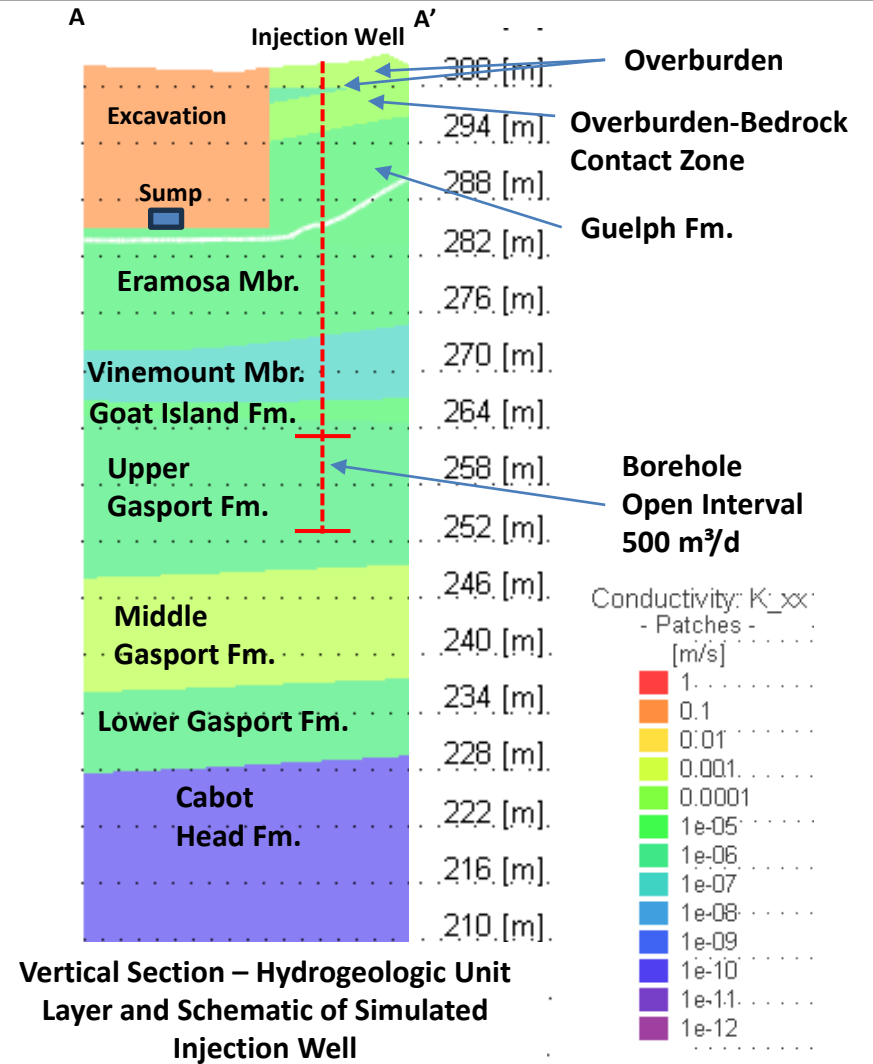 A
A'
Injection Well
Overburden
Excavation
Overburden-Bedrock
Contact Zone
294 [m]
Sump
288 [m]
Guelph Fm.
282 [m]
Eramosa Mbr.
276 [m]
270 [m]
Vinemount Mbr.
Goat Island Fm.
264 [m]
Upper
Gasport Fm.
258 [m]
Borehole
Open Interval
500 m³/d
252 [m]
246 [m]
Middle
Gasport Fm.
240 [m]
234 [m]
Lower Gasport Fm.
228 [m]
Cabot
Head Fm.
222 [m]
216 [m]
210 [m]
Conductivity: K_xx
- Patches -
[m/s]
1
0.1
0.01
0.001
0.0001
1e-05
1e-06
1e-07
1e-08
1e-09
1e-10
1e-11
1e-12
Vertical Section – Hydrogeologic Unit
Layer and Schematic of Simulated
Injection Well